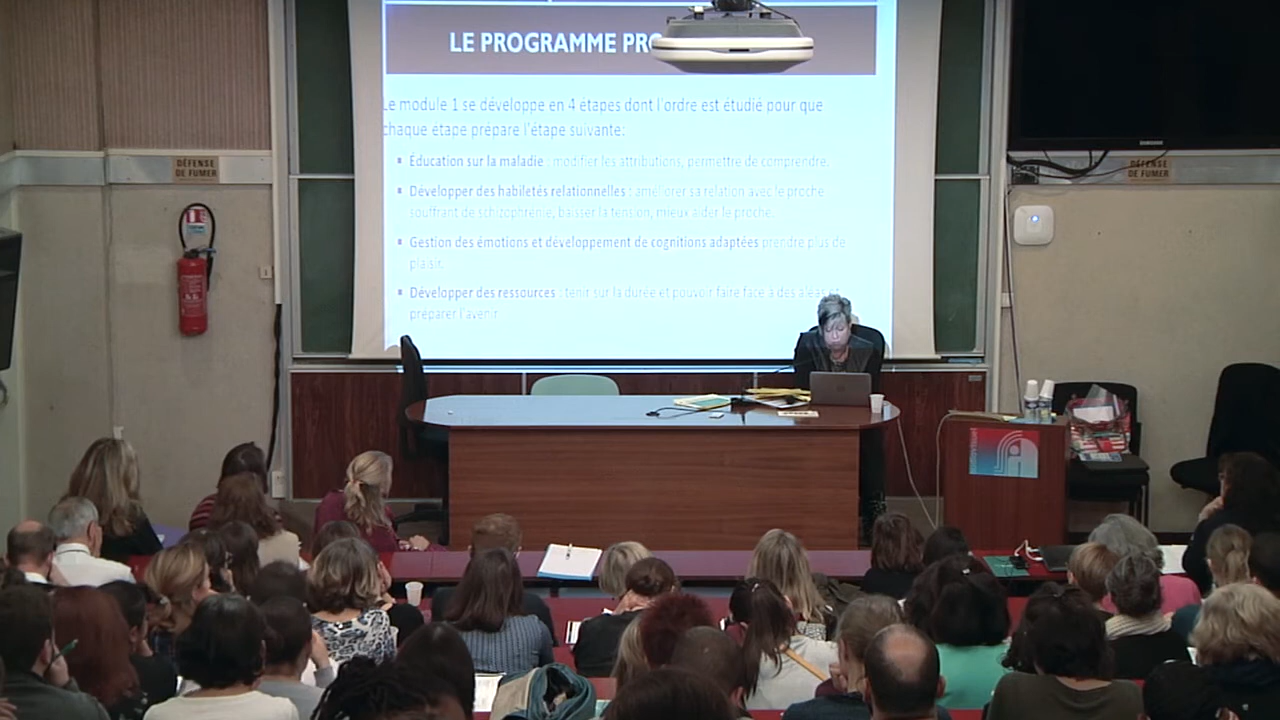 LE PROGRAMME PRO
Le module 1 se développe en 4 étapes dont l'ordre est étudié pour que
chaque étape prépare l'étape suivante:
Éducation sur la maladie : modifier les attributions, permettre de comprendre.
Développer des habiletés relationnelles : améliorer sa relation avec le proche
souffrant de schizophrénie, baisser la tension, mieux aider le proche.
Gestion des émotions et développement de cognitions adaptées prendre plus de
plaisir.
Développer des ressources : tenir sur la durée et pouvoir faire face à des aléas et
préparer l'avenir
DÉFENSE
DE FUMER
SAMSUNG
DÉFENSE
DE FUMER
audiovisuel